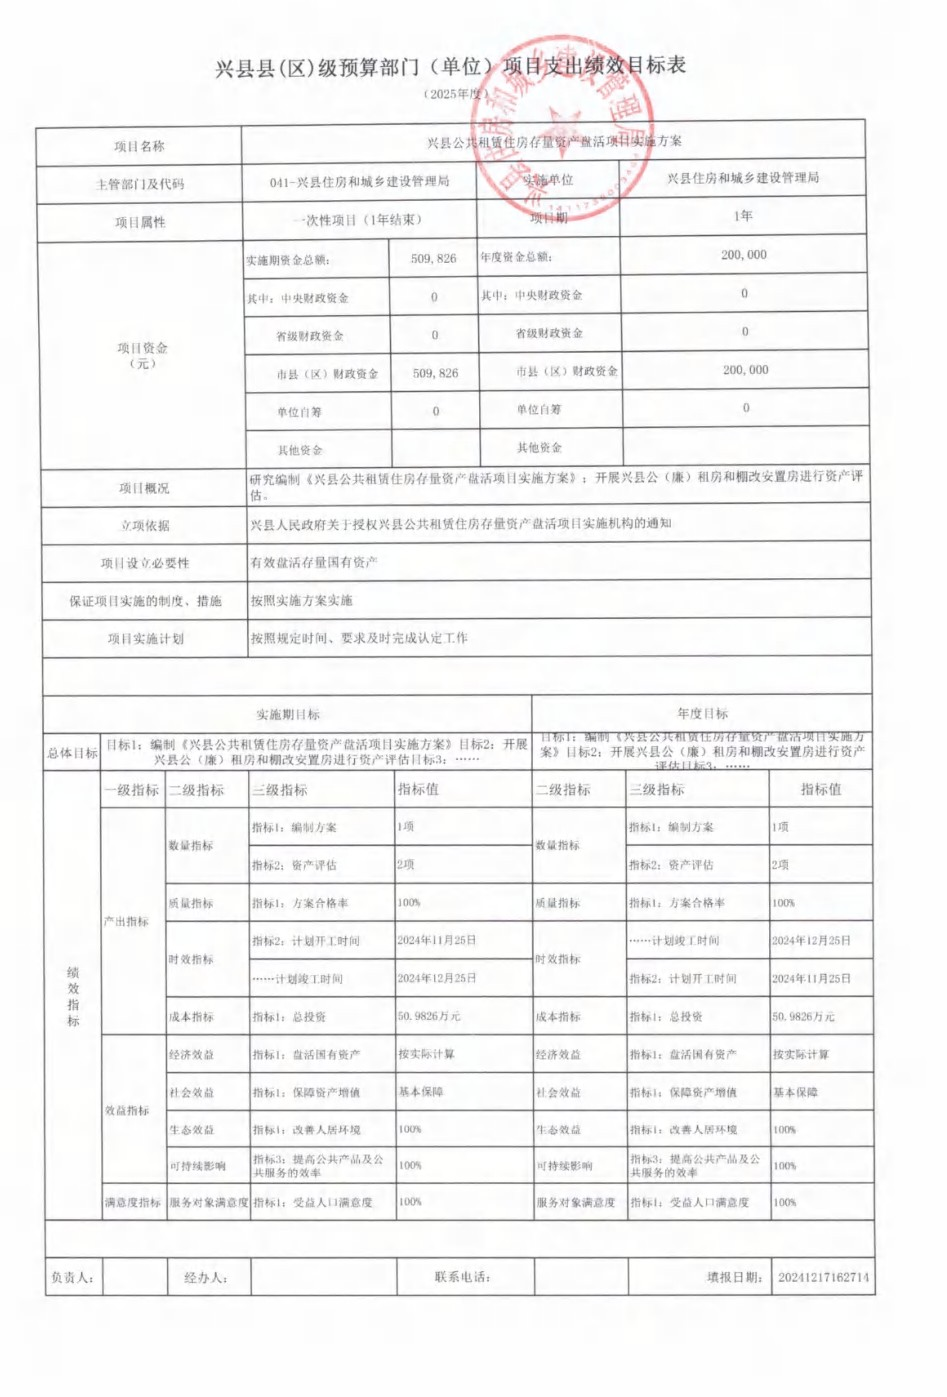 兴县县(区)级预算部门（单位）项目支出绩效目标表
（2025年度）
项目名称 兴县公共租赁住房存量资产盘活项目实施方案
主管部门及代码 041-兴县住房和城乡建设管理局 实施单位 兴县住房和城乡建设管理局
项目属性 一次性项目（1年结束） 项目期 1年
项目资金
（元）
实施期资金总额： 509,826 年度资金总额： 200,000
其中：中央财政资金 0 其中：中央财政资金 0
省级财政资金 0 省级财政资金 0
市县（区）财政资金 509,826 市县（区）财政资金 200,000
单位自筹 0 单位自筹 0
其他资金 其他资金
项目概况 研究编制《兴县公共租赁住房存量资产盘活项目实施方案》；开展兴县公（廉）租房和棚改安置房进行资产评
估。
立项依据 兴县人民政府关于授权兴县公共租赁住房存量资产盘活项目实施机构的通知
项目设立必要性 有效盘活存量国有资产
保证项目实施的制度、措施 按照实施方案实施
项目实施计划 按照规定时间、要求及时完成认定工作
实施期目标 年度目标
总体目标
目标1：编制《兴县公共租赁住房存量资产盘活项目实施方案》目标2：开展
兴县公（廉）租房和棚改安置房进行资产评估目标3：……
目标1：编制《兴县公共租赁住房存量资产盘活项目实施方
案》目标2：开展兴县公（廉）租房和棚改安置房进行资产
评估目标3：……
绩效指标
一级指标 二级指标 三级指标 指标值 二级指标 三级指标 指标值
产出指标
数量指标 指标1：编制方案 1项 数量指标 指标1：编制方案 1项
指标2：资产评估 2项 指标2：资产评估 2项
质量指标 指标1：方案合格率 100% 质量指标 指标1：方案合格率 100%
时效指标 指标2：计划开工时间 2024年11月25日 时效指标 ……计划竣工时间 2024年12月25日
……计划竣工时间 2024年12月25日 指标2：计划开工时间 2024年11月25日
成本指标 指标1：总投资 50.9826万元 成本指标 指标1：总投资 50.9826万元
效益指标
经济效益 指标1：盘活国有资产 按实际计算 经济效益 指标1：盘活国有资产 按实际计算
社会效益 指标1：保障资产增值 基本保障 社会效益 指标1：保障资产增值 基本保障
生态效益 指标1：改善人居环境 100% 生态效益 指标1：改善人居环境 100%
可持续影响 指标3：提高公共产品及公共服务的效率 100% 可持续影响 指标3：提高公共产品及公共服务的效率 100%
满意度指标 服务对象满意度 指标1：受益人口满意度 100% 服务对象满意度 指标1：受益人口满意度 100%
负责人： 经办人： 联系电话： 填报日期： 20241217162714
兴县住房和城乡建设管理局